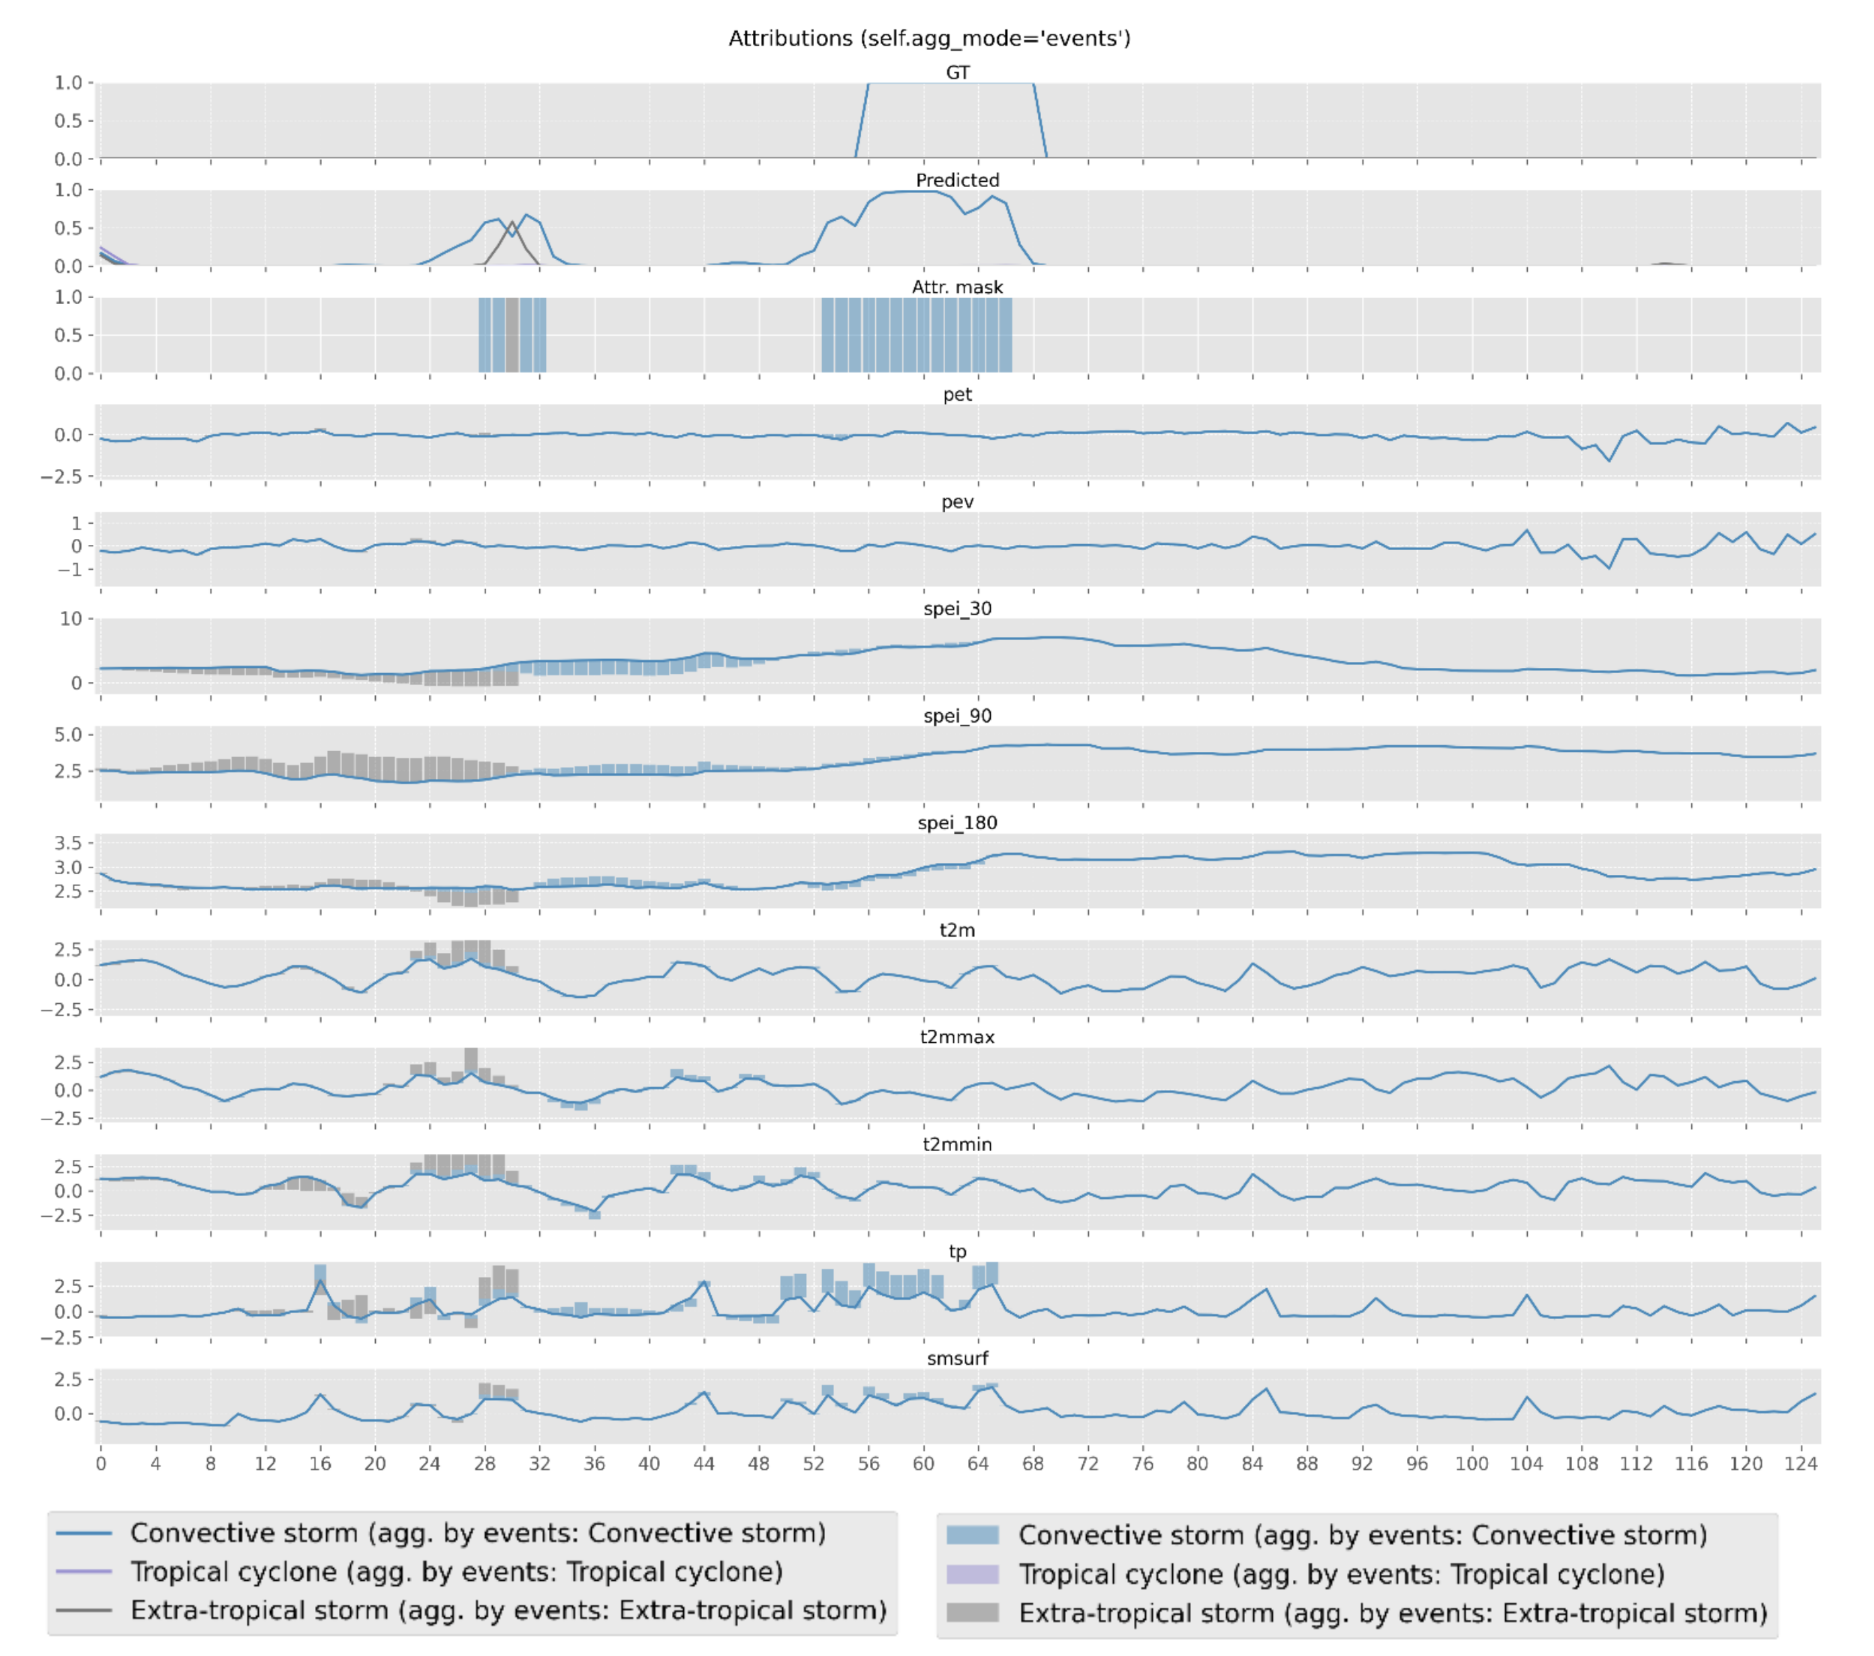 Attributions (self.agg_mode='events')
GT
1.0
0.5
0.0
Predicted
1.0
0.5
0.0
Attr. mask
1.0
0.5
0.0
pet
0.0
−2.5
pev
1
0
−1
spei_30
10
0
spei_90
5.0
2.5
spei_180
3.5
3.0
2.5
t2m
2.5
0.0
−2.5
t2mmax
2.5
0.0
−2.5
t2mmin
2.5
0.0
−2.5
tp
2.5
0.0
−2.5
smsurf
2.5
0.0
0 4 8 12 16 20 24 28 32 36 40 44 48 52 56 60 64 68 72 76 80 84 88 92 96 100 104 108 112 116 120 124
Convective storm (agg. by events: Convective storm)
Tropical cyclone (agg. by events: Tropical cyclone)
Extra-tropical storm (agg. by events: Extra-tropical storm)
Convective storm (agg. by events: Convective storm)
Tropical cyclone (agg. by events: Tropical cyclone)
Extra-tropical storm (agg. by events: Extra-tropical storm)